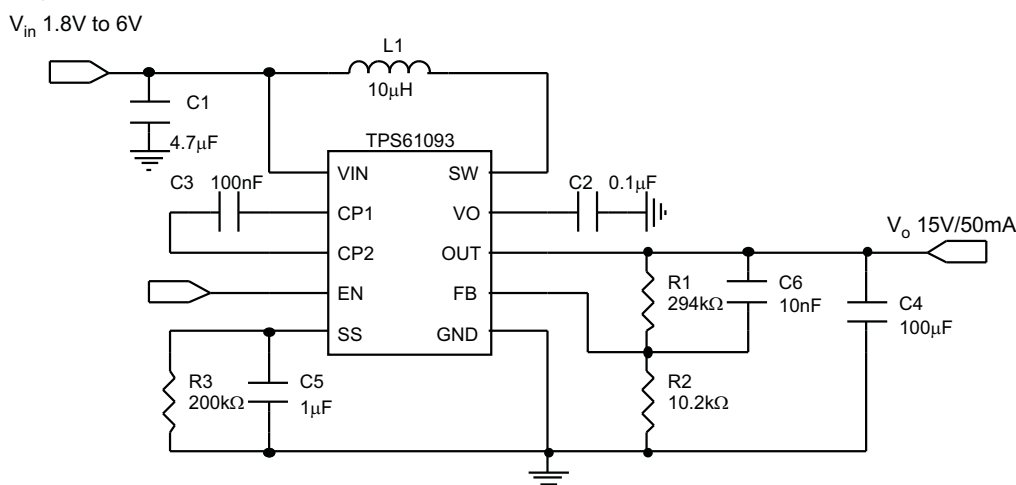 Vin 1.8V to 6V
L1
10μH
C1
4.7μF
TPS61093
C3 100nF
VIN SW
C2 0.1μF
CP1 VO
Vo 15V/50mA
CP2 OUT
EN FB
R1
294kΩ
C6
10nF
C4
100μF
SS GND
R3
200kΩ
C5
1μF
R2
10.2kΩ